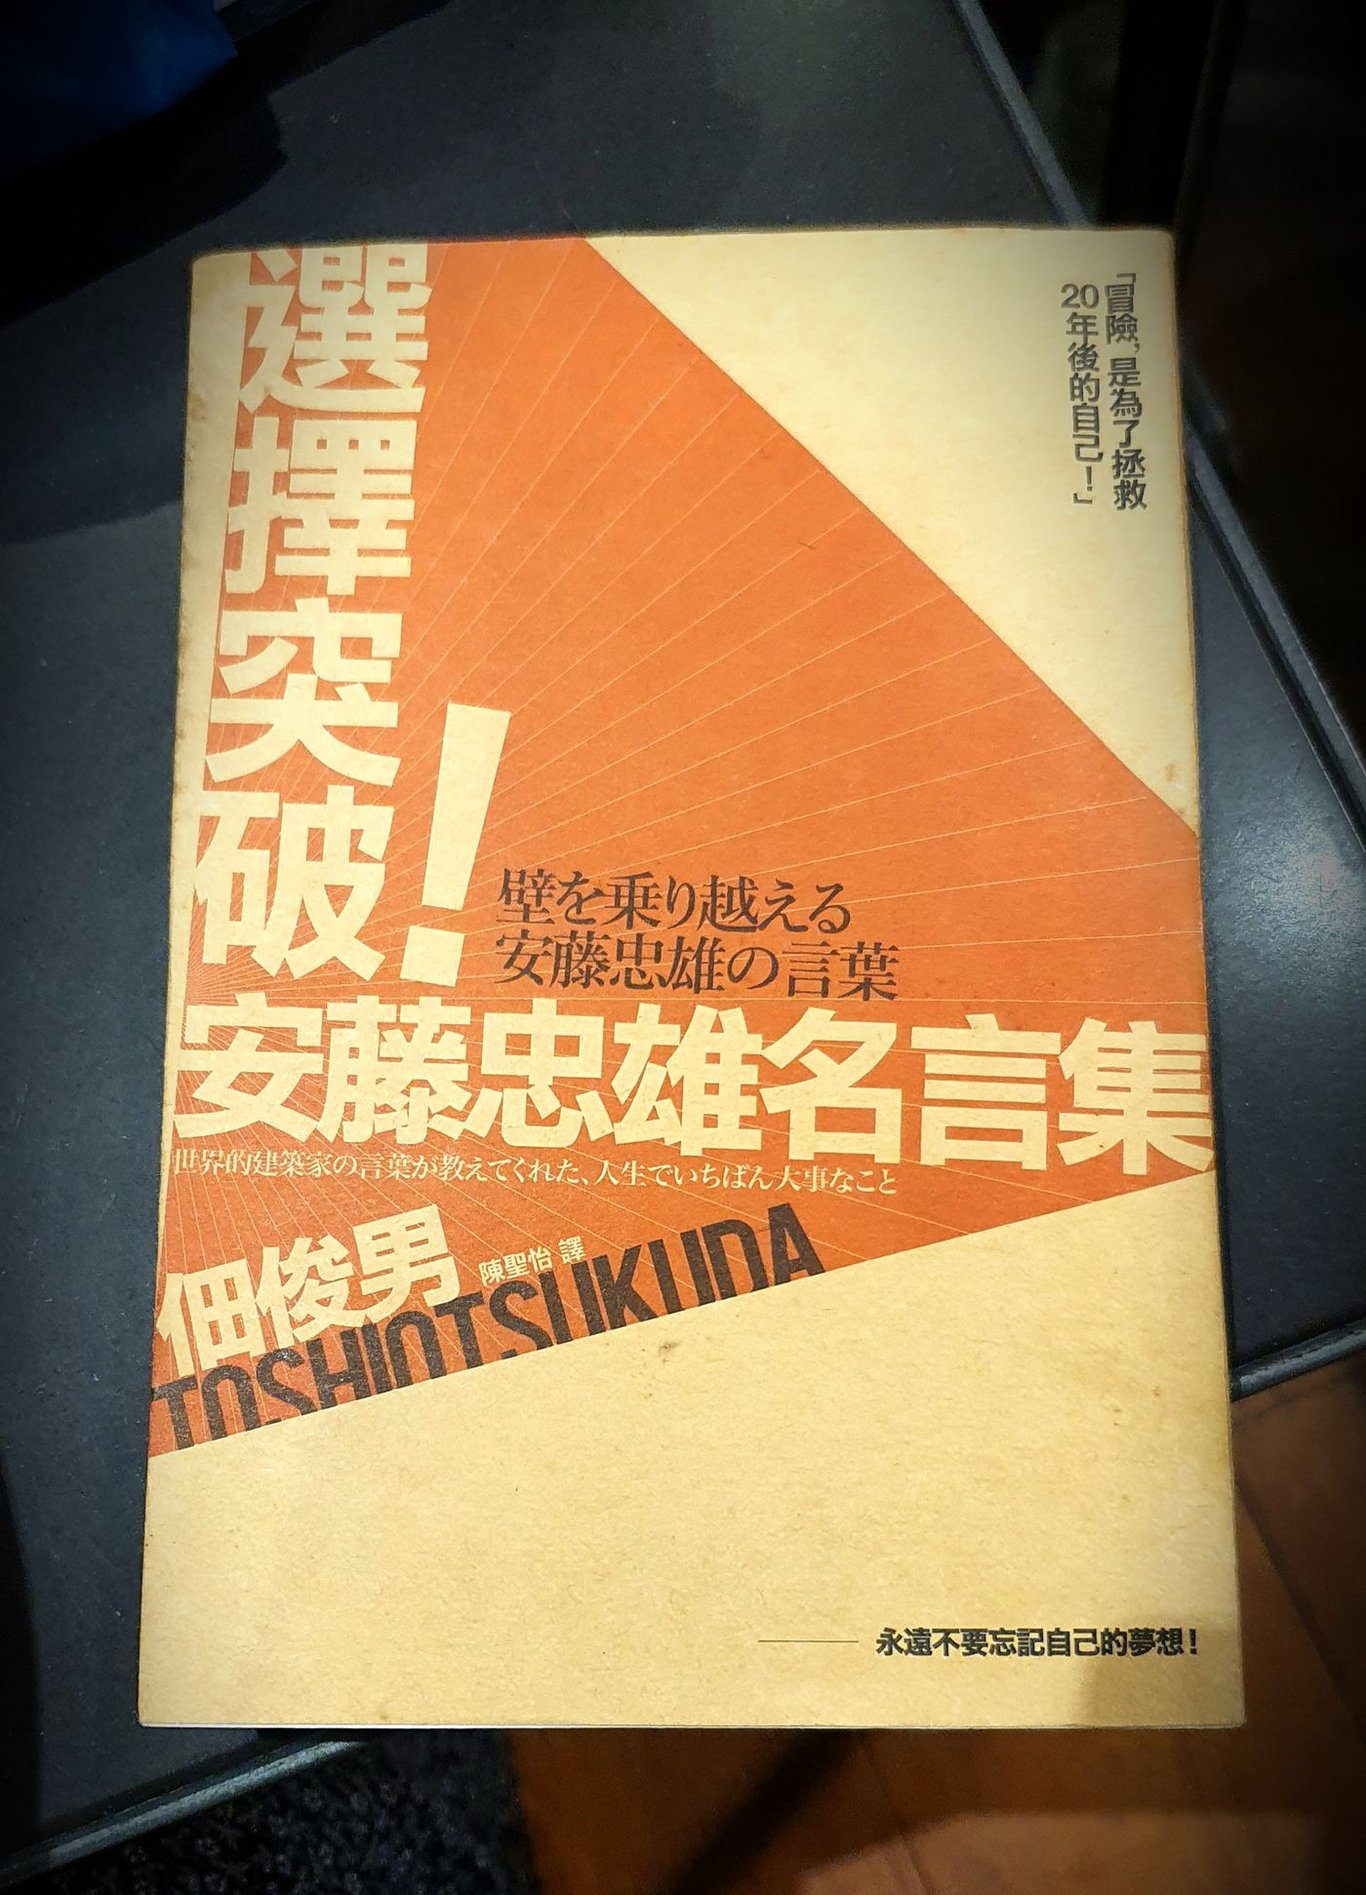 「冒險，是為了拯救
20年後的自己！」
選擇突破！
壁を乗り越える
安藤忠雄の言葉
安藤忠雄名言集
世界的建築家の言葉が教えてくれた、人生でいちばん大事なこと
佃俊男
陳聖怡 譯
TOSHIOTSUKUDA
永遠不要忘記自己的夢想！